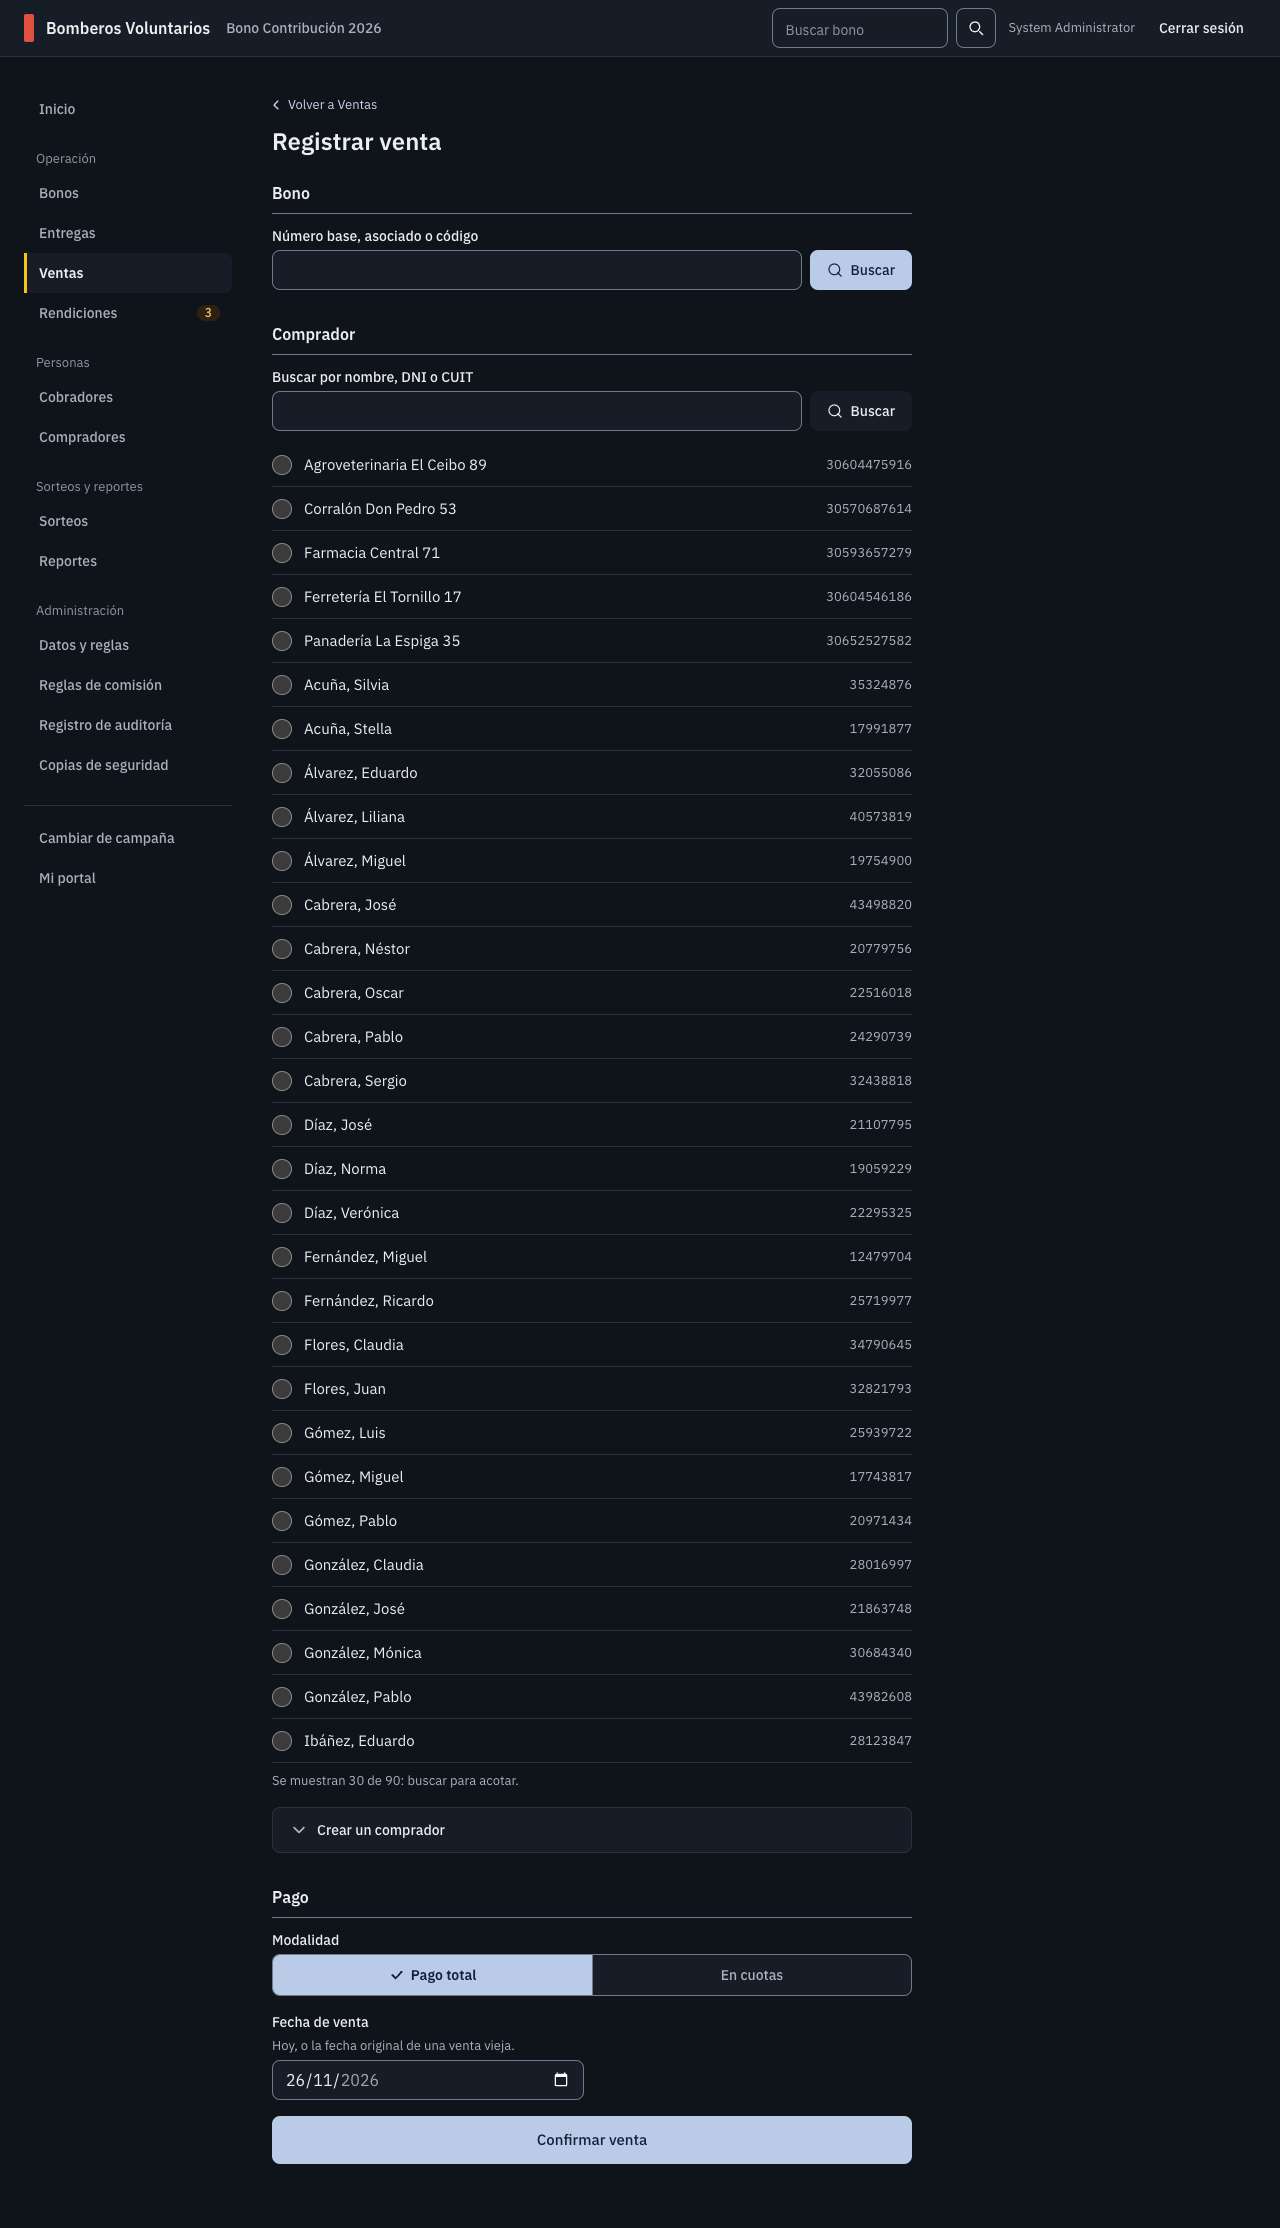 Bomberos Voluntarios Bono Contribución 2026 Buscar bono System Administrator Cerrar sesión
Inicio
Operación
Bonos
Entregas
Ventas
Rendiciones 3
Personas
Cobradores
Compradores
Sorteos y reportes
Sorteos
Reportes
Administración
Datos y reglas
Reglas de comisión
Registro de auditoría
Copias de seguridad
Cambiar de campaña
Mi portal
Volver a Ventas
Registrar venta
Bono
Número base, asociado o código
Buscar
Comprador
Buscar por nombre, DNI o CUIT
Buscar
Agroveterinaria El Ceibo 89 30604475916
Corralón Don Pedro 53 30570687614
Farmacia Central 71 30593657279
Ferretería El Tornillo 17 30604546186
Panadería La Espiga 35 30652527582
Acuña, Silvia 35324876
Acuña, Stella 17991877
Álvarez, Eduardo 32055086
Álvarez, Liliana 40573819
Álvarez, Miguel 19754900
Cabrera, José 43498820
Cabrera, Néstor 20779756
Cabrera, Oscar 22516018
Cabrera, Pablo 24290739
Cabrera, Sergio 32438818
Díaz, José 21107795
Díaz, Norma 19059229
Díaz, Verónica 22295325
Fernández, Miguel 12479704
Fernández, Ricardo 25719977
Flores, Claudia 34790645
Flores, Juan 32821793
Gómez, Luis 25939722
Gómez, Miguel 17743817
Gómez, Pablo 20971434
González, Claudia 28016997
González, José 21863748
González, Mónica 30684340
González, Pablo 43982608
Ibáñez, Eduardo 28123847
Se muestran 30 de 90: buscar para acotar.
Crear un comprador
Pago
Modalidad
Pago total En cuotas
Fecha de venta
Hoy, o la fecha original de una venta vieja.
26/11/2026
Confirmar venta